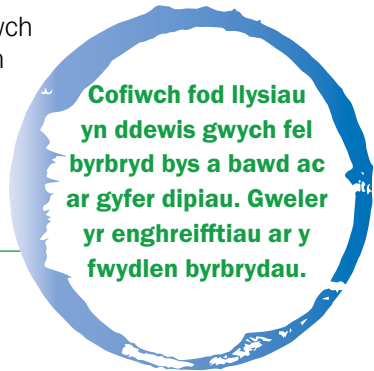 Cofiwch fod llysiau
yn ddewis gwych fel
byrbryd bys a bawd ac
ar gyfer dipiau. Gweler
yr enghreifftiau ar y
fwydlen byrbrydau.